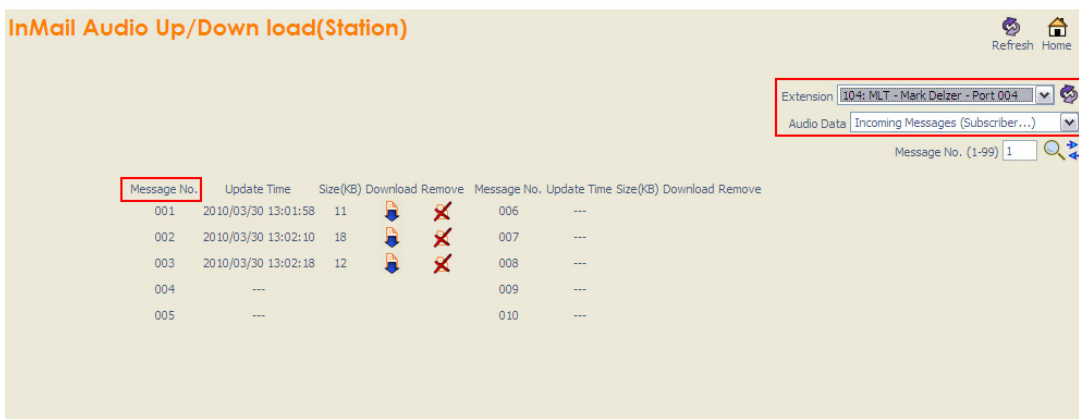 InMail Audio Up/Down load(Station)
Refresh Home
Extension 104: MLT - Mark Delzer - Port 004
Audio Data Incoming Messages (Subscriber...)
Message No. (1-99) 1
Message No. Update Time Size(KB) Download Remove Message No. Update Time Size(KB) Download Remove
001 2010/03/30 13:01:58 11 006 ---
002 2010/03/30 13:02:10 18 007 ---
003 2010/03/30 13:02:18 12 008 ---
004 --- 009 ---
005 --- 010 ---